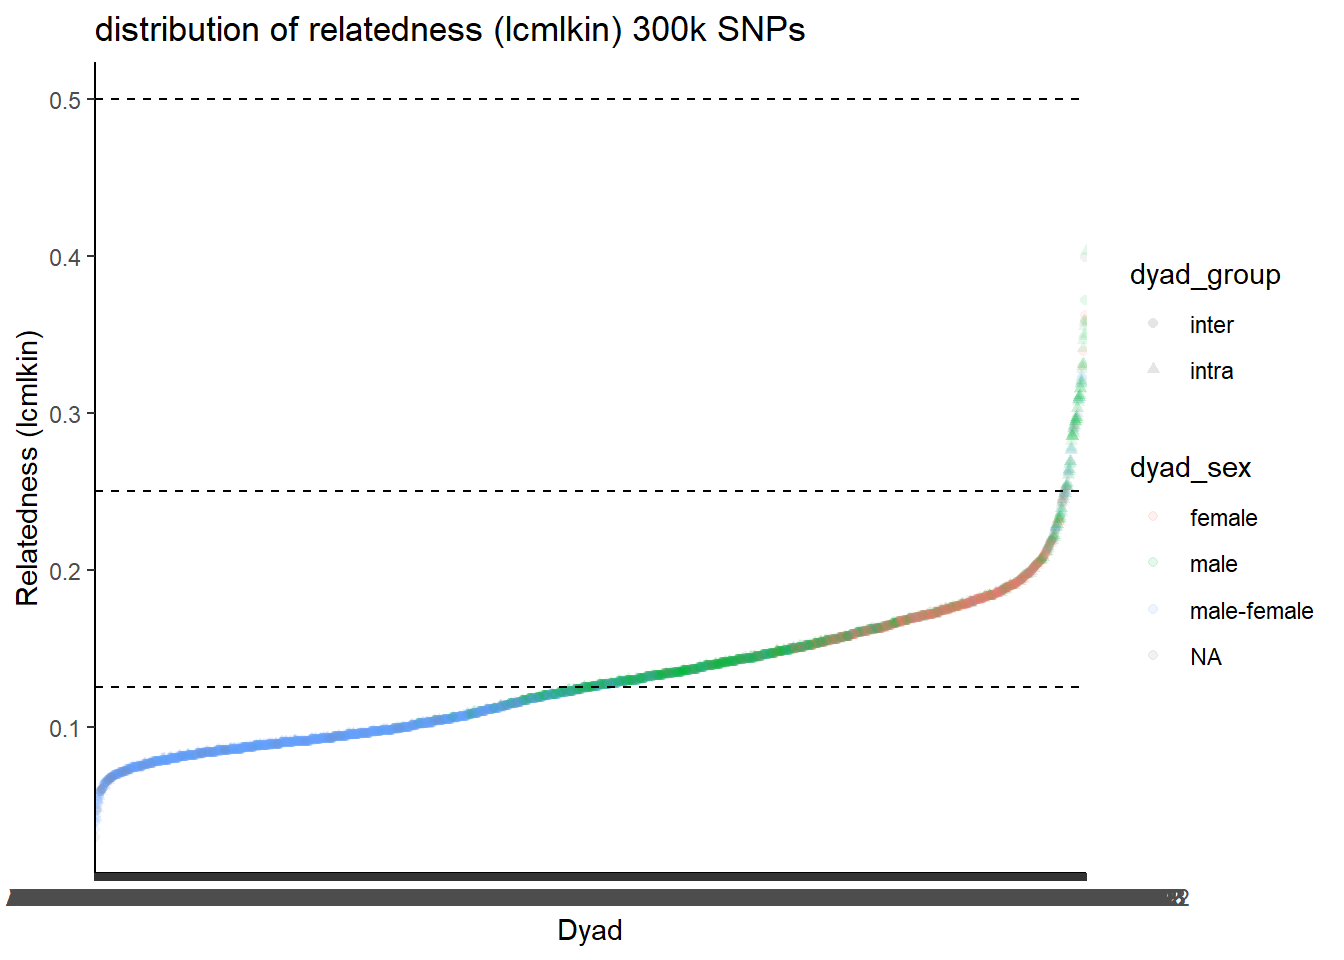 distribution of relatedness (lcmlkin) 300k SNPs
0.5
0.4
0.3
0.2
0.1
Relatedness (lcmlkin)
Dyad
dyad_group
inter
intra
dyad_sex
female
male
male-female
NA